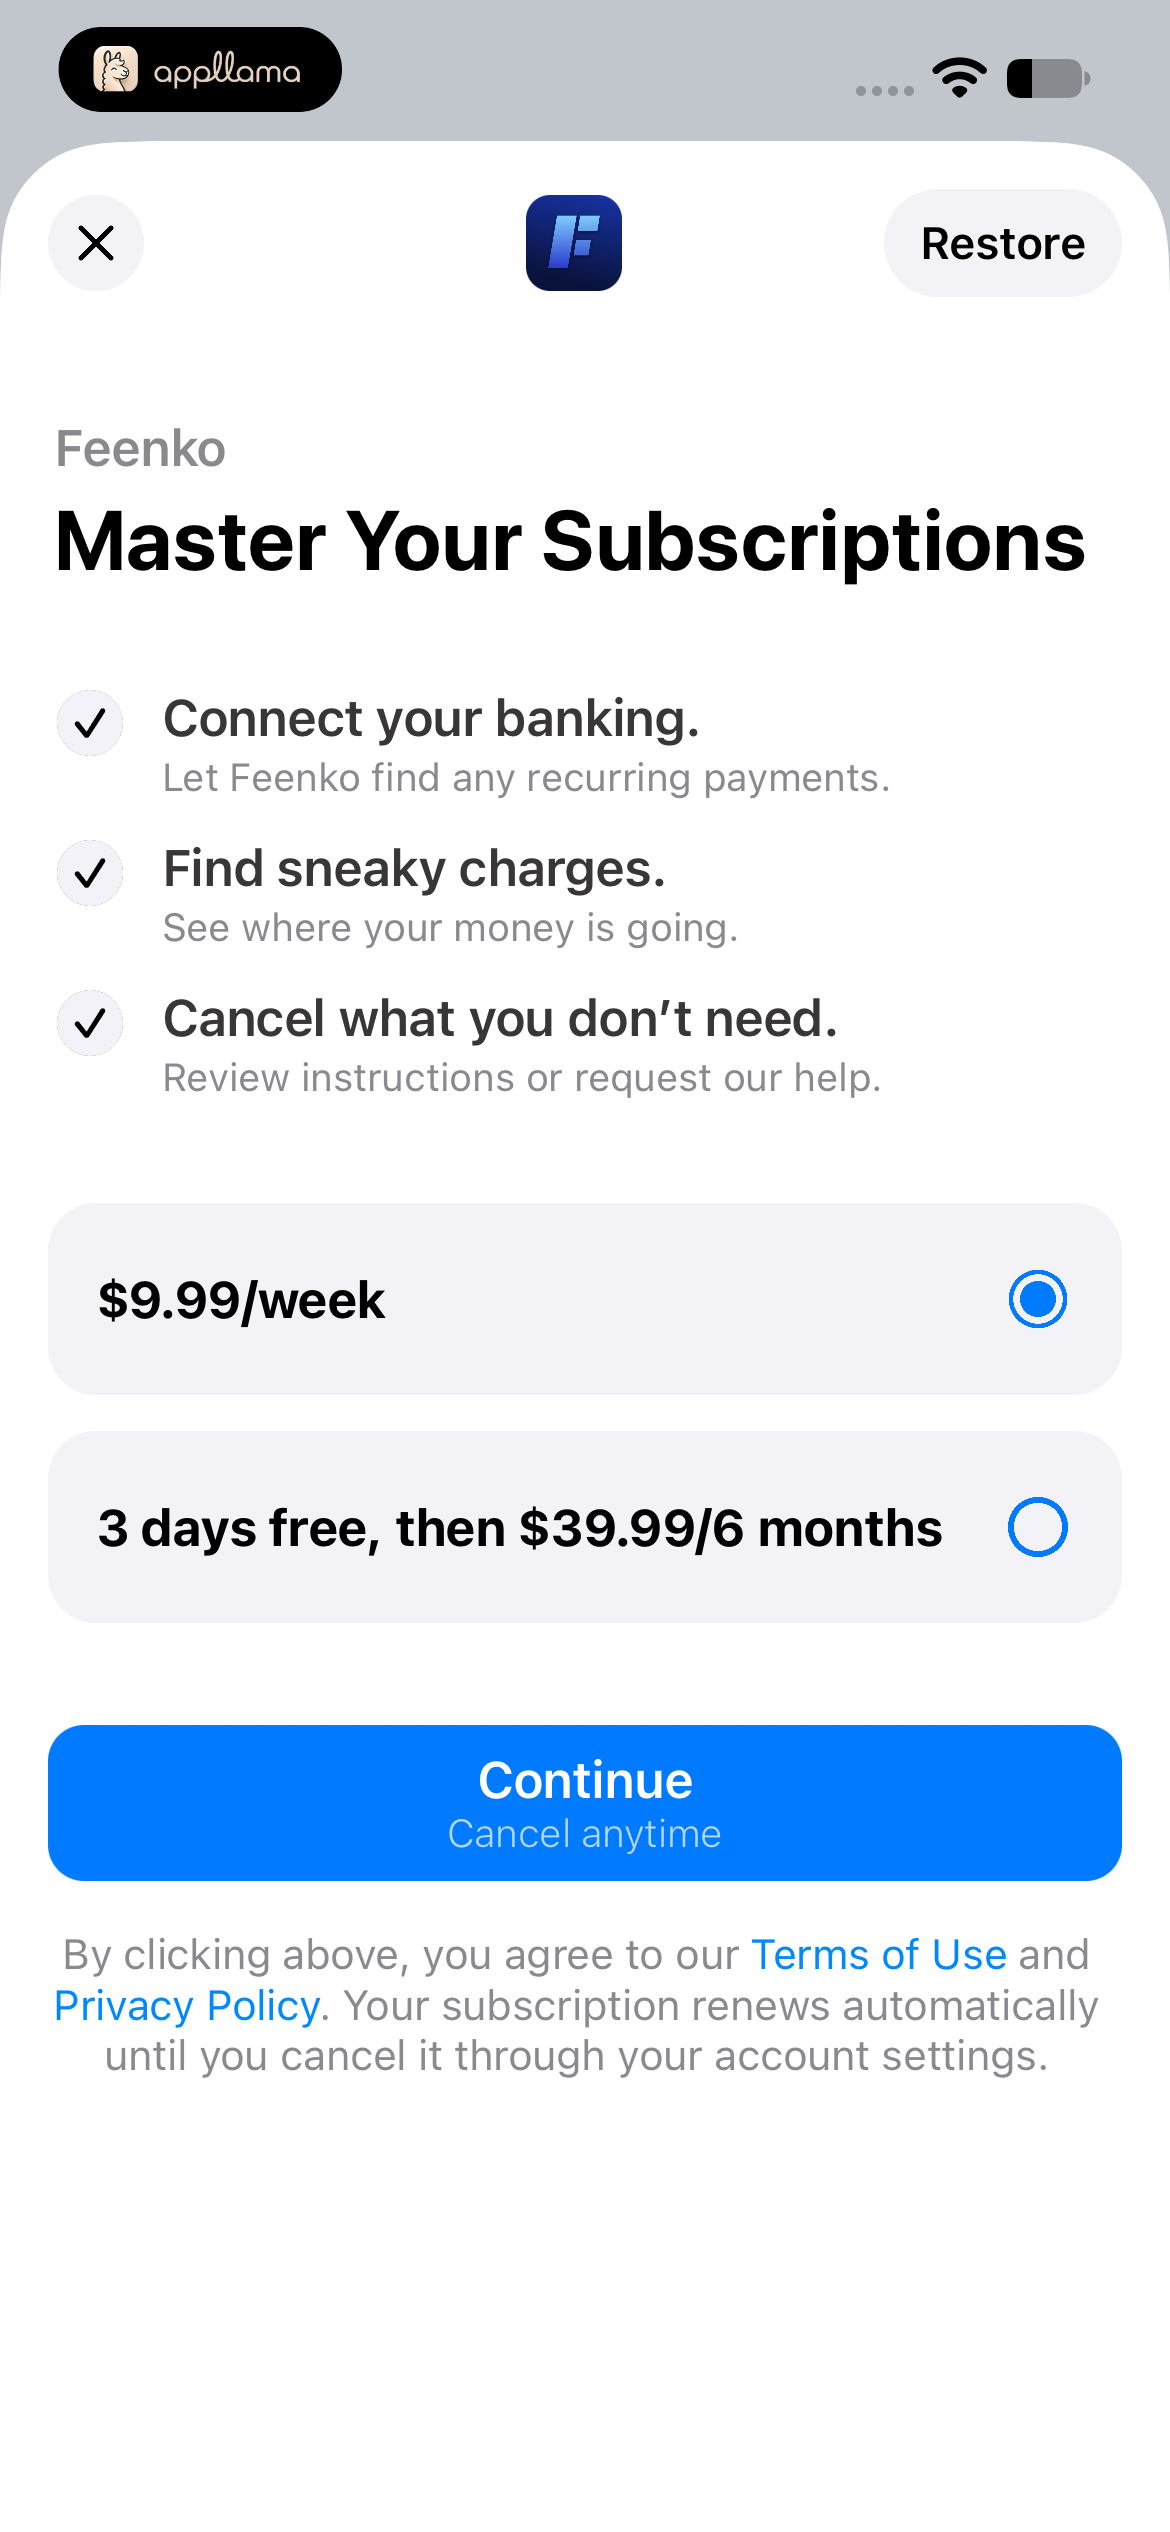 appllama
Restore
Feenko
Master Your Subscriptions
Connect your banking.
Let Feenko find any recurring payments.
Find sneaky charges.
See where your money is going.
Cancel what you don’t need.
Review instructions or request our help.
$9.99/week
3 days free, then $39.99/6 months
Continue
Cancel anytime
By clicking above, you agree to our Terms of Use and
Privacy Policy. Your subscription renews automatically
until you cancel it through your account settings.